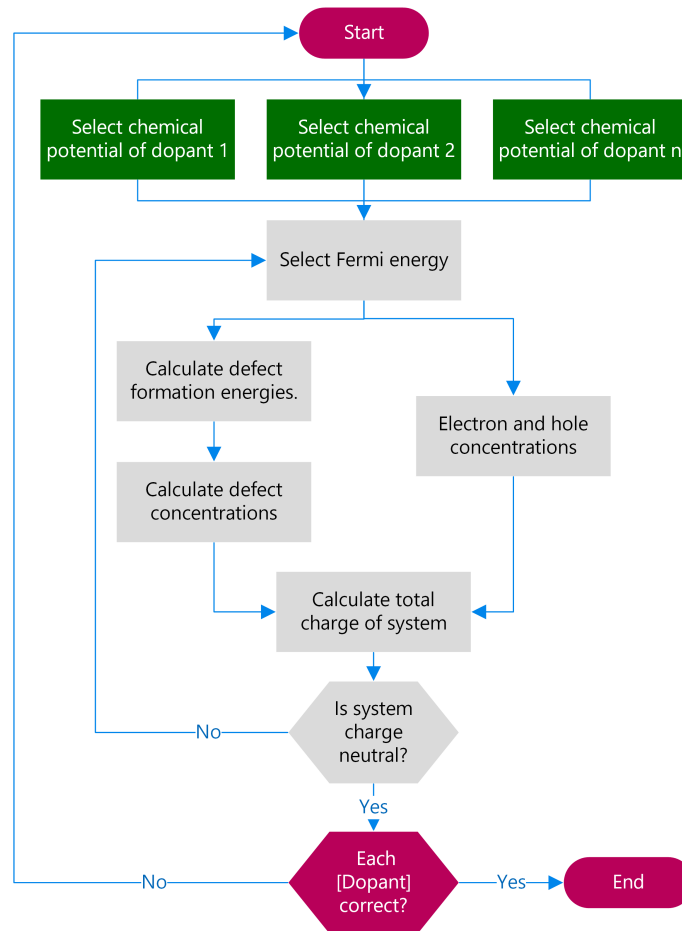 Start
Select chemical
potential of dopant 1
Select chemical
potential of dopant 2
Select chemical
potential of dopant n
Select Fermi energy
Calculate defect
formation energies.
Electron and hole
concentrations
Calculate defect
concentrations
Calculate total
charge of system
Is system
charge
neutral?
No
Yes
Each
[Dopant]
correct?
No
Yes
End